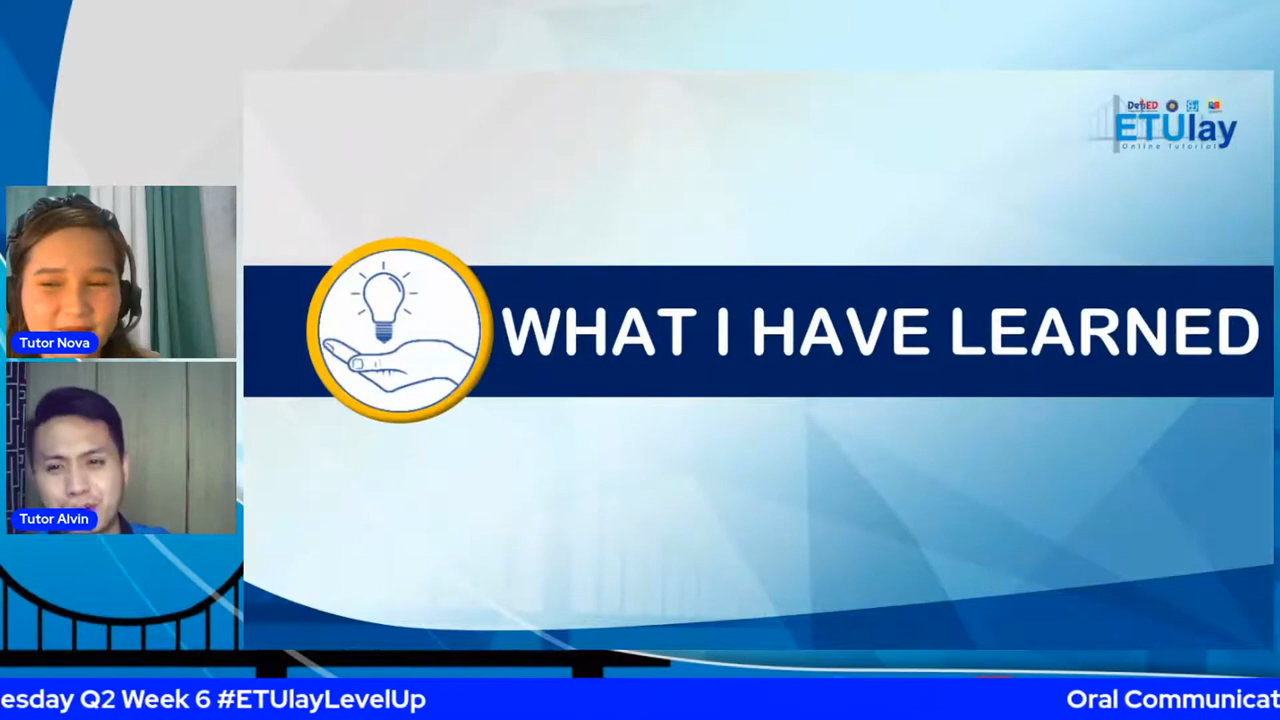 DepED
ETUlay
Online Tutorial
Tutor Nova
WHAT I HAVE LEARNED
Tutor Alvin
esday Q2 Week 6 #ETUlayLevelUp
Oral Communicat